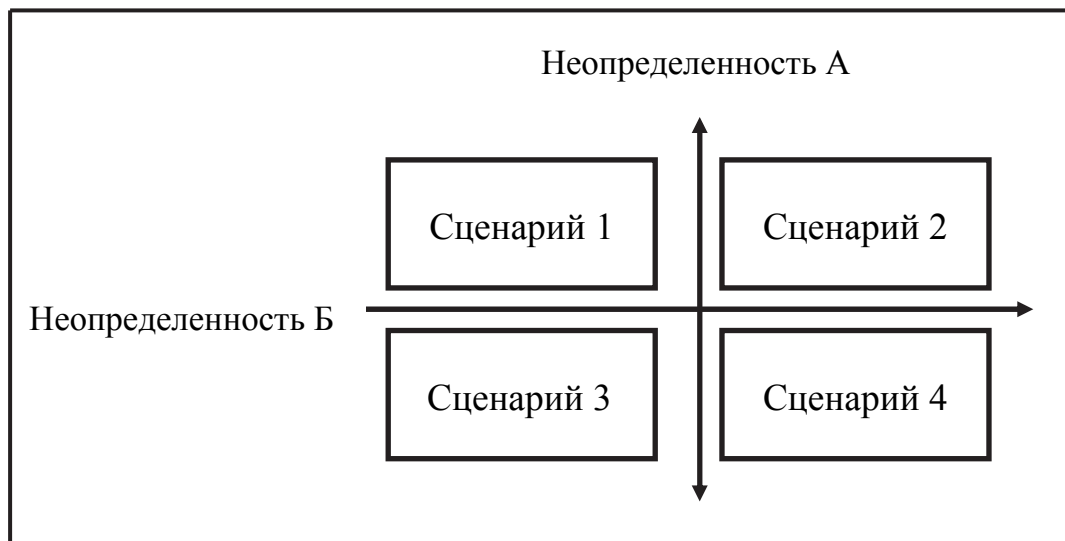 Неопределенность А
Сценарий 1
Сценарий 2
Неопределенность Б
Сценарий 3
Сценарий 4